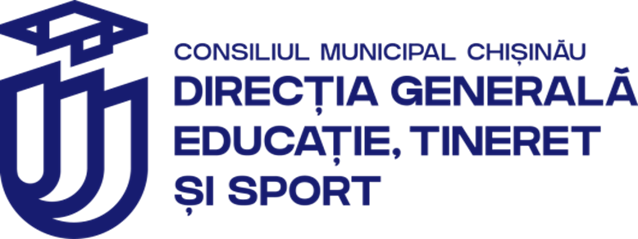 CONSILIUL MUNICIPAL CHIȘINĂU
DIRECȚIA GENERALĂ
EDUCAȚIE, TINERET
ȘI SPORT